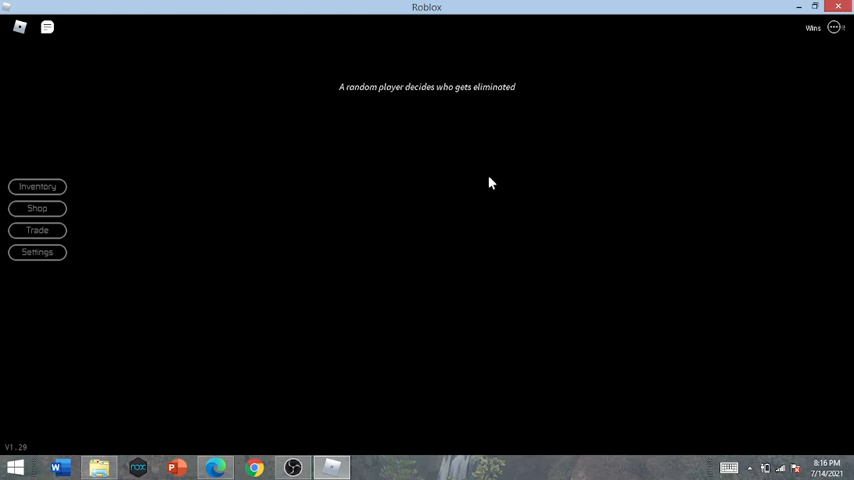 Roblox
Wins
A random player decides who gets eliminated
Inventory
Shop
Trade
Settings
V1.29
nox
8:16 PM
7/14/2021